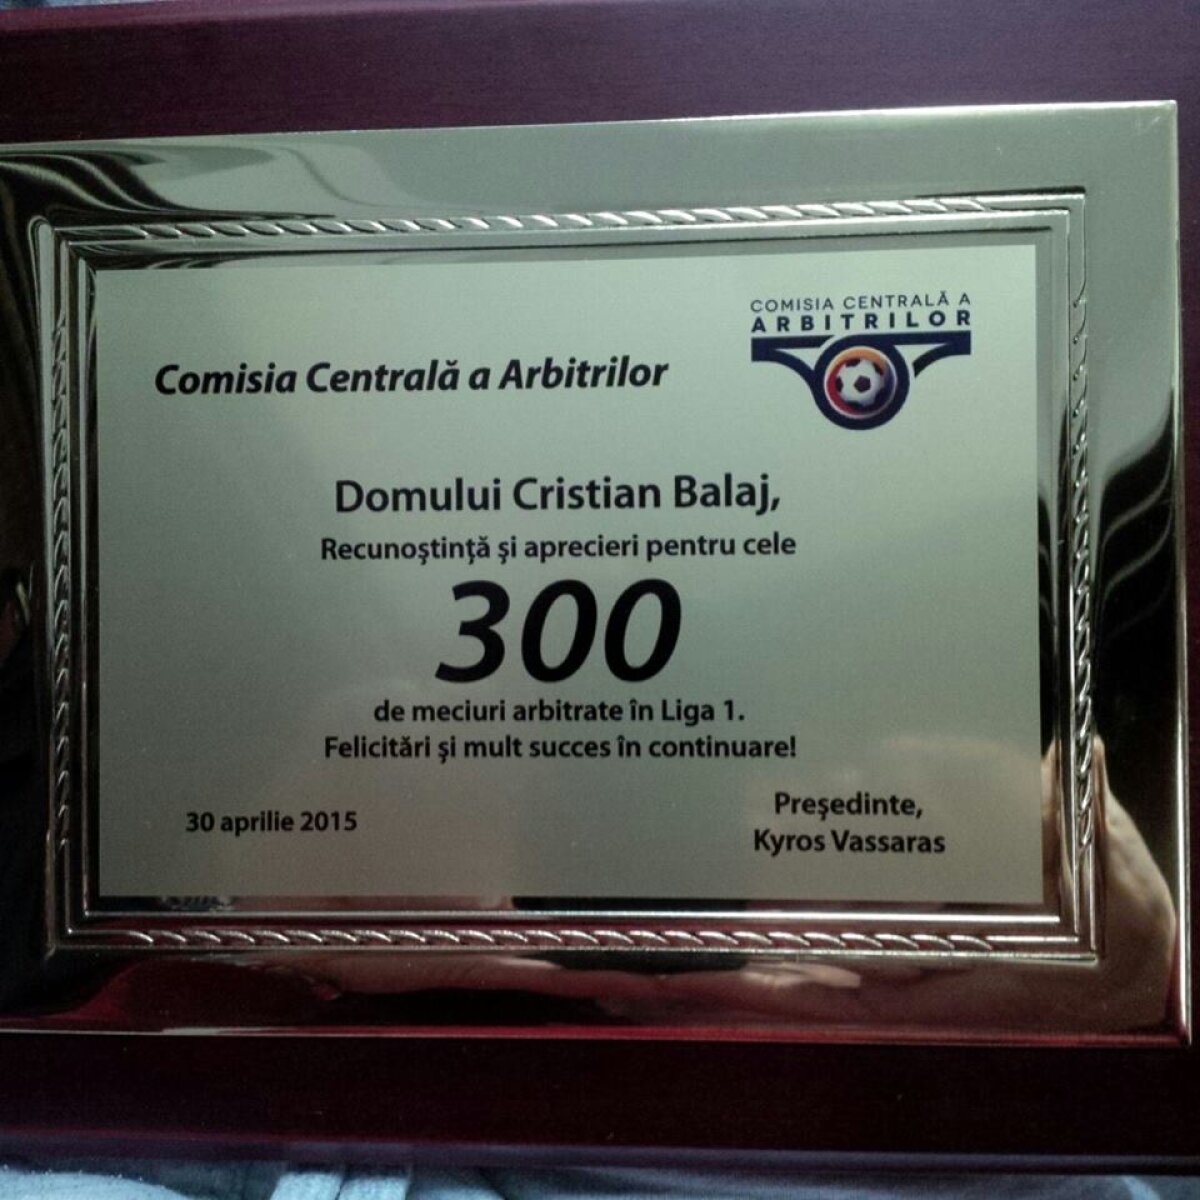 COMISIA CENTRALĂ A
ARBITRILOR
Comisia Centrală a Arbitrilor
Domului Cristian Balaj,
Recunoştinţă şi aprecieri pentru cele
300
de meciuri arbitrate în Liga 1.
Felicitări şi mult succes în continuare!
30 aprilie 2015
Preşedinte,
Kyros Vassaras